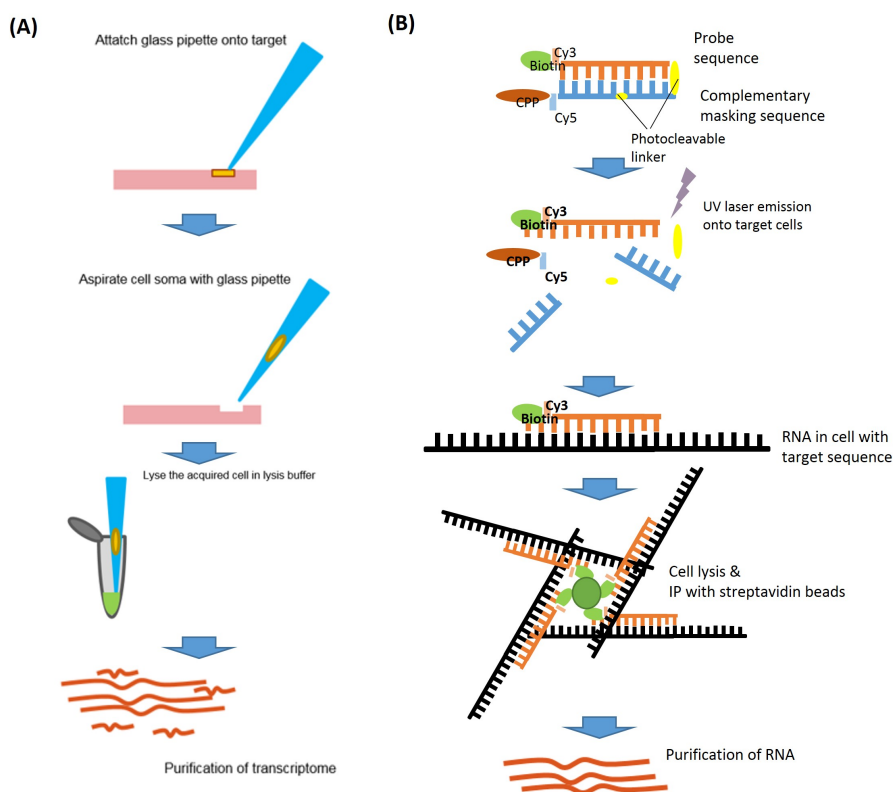 (A)
Attatch glass pipette onto target
Aspirate cell soma with glass pipette
Lyse the acquired cell in lysis buffer
Purification of transcriptome
(B)
Cy3
Biotin
Probe
sequence
CPP
Cy5
Complementary
masking sequence
Photocleavable
linker
UV laser emission
onto target cells
Cy3
Biotin
CPP
Cy5
Cy3
Biotin
RNA in cell with
target sequence
Cell lysis &
IP with streptavidin beads
Purification of RNA